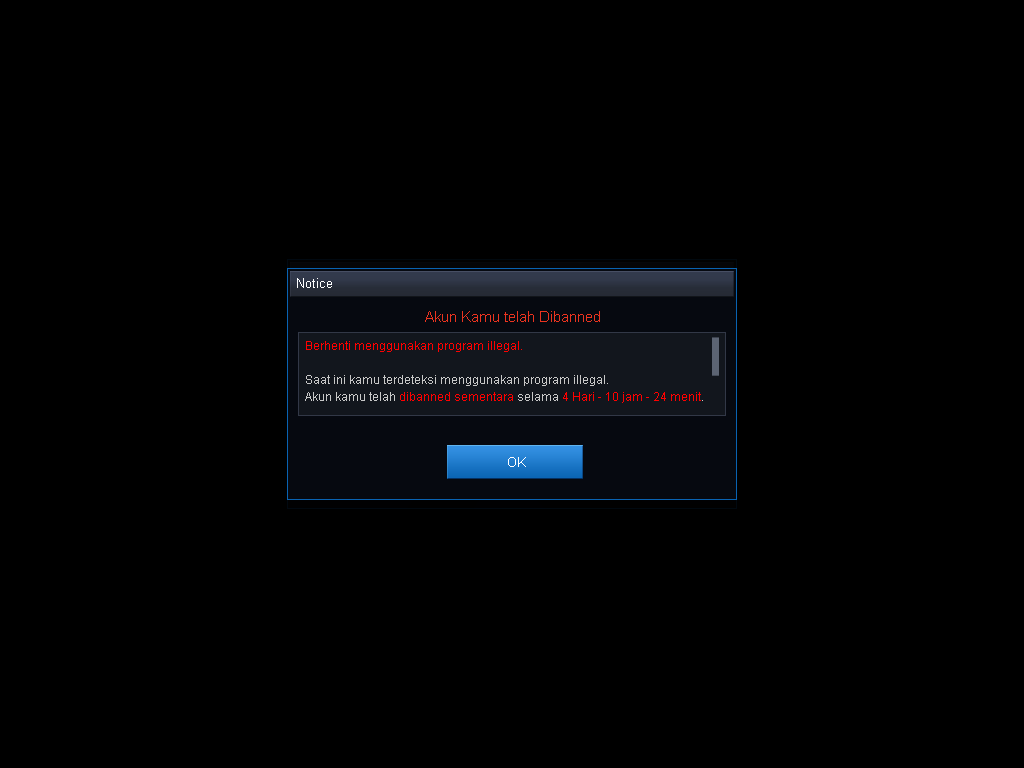 Notice
Akun Kamu telah Dibanned
Berhenti menggunakan program illegal.
Saat ini kamu terdeteksi menggunakan program illegal.
Akun kamu telah dibanned sementara selama 4 Hari - 10 jam - 24 menit.
OK